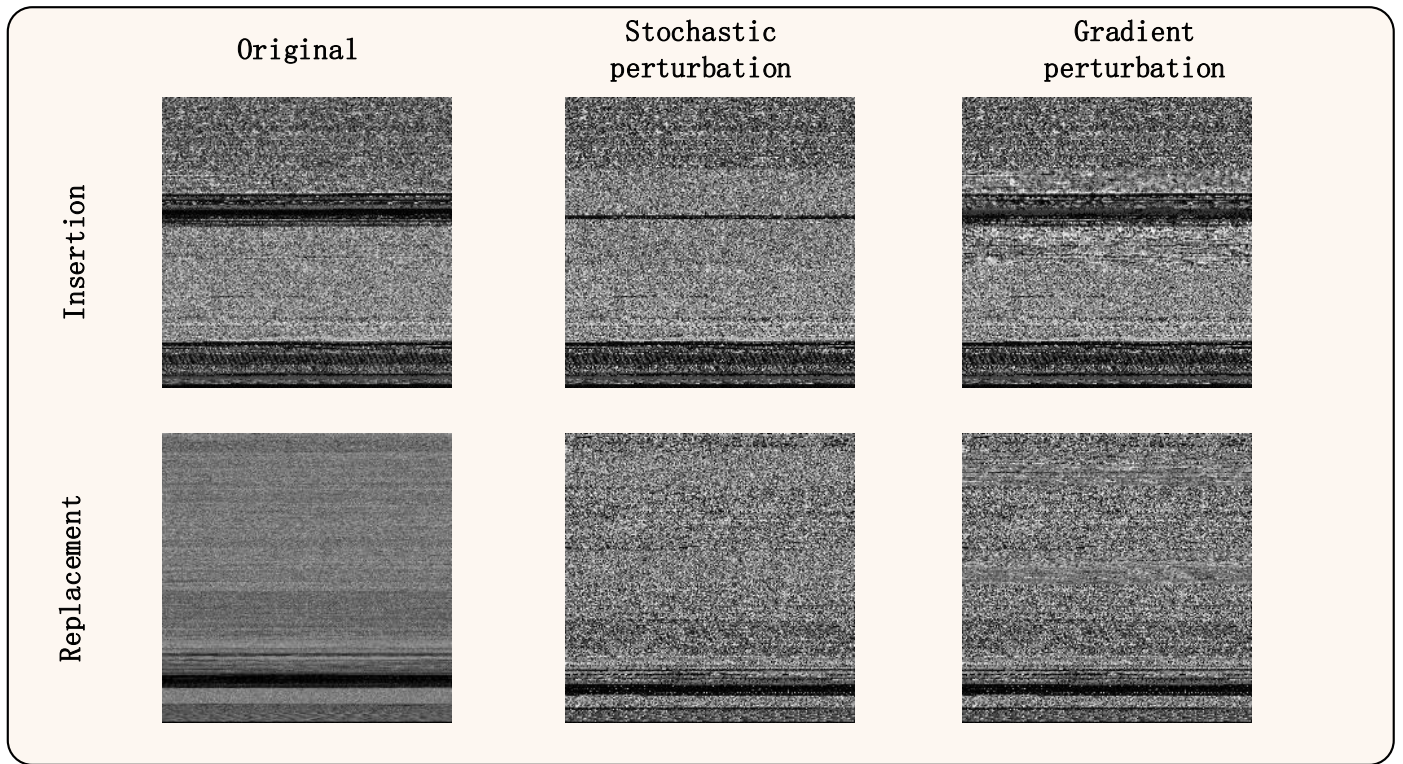 Original
Stochastic
perturbation
Gradient
perturbation
Insertion
Replacement